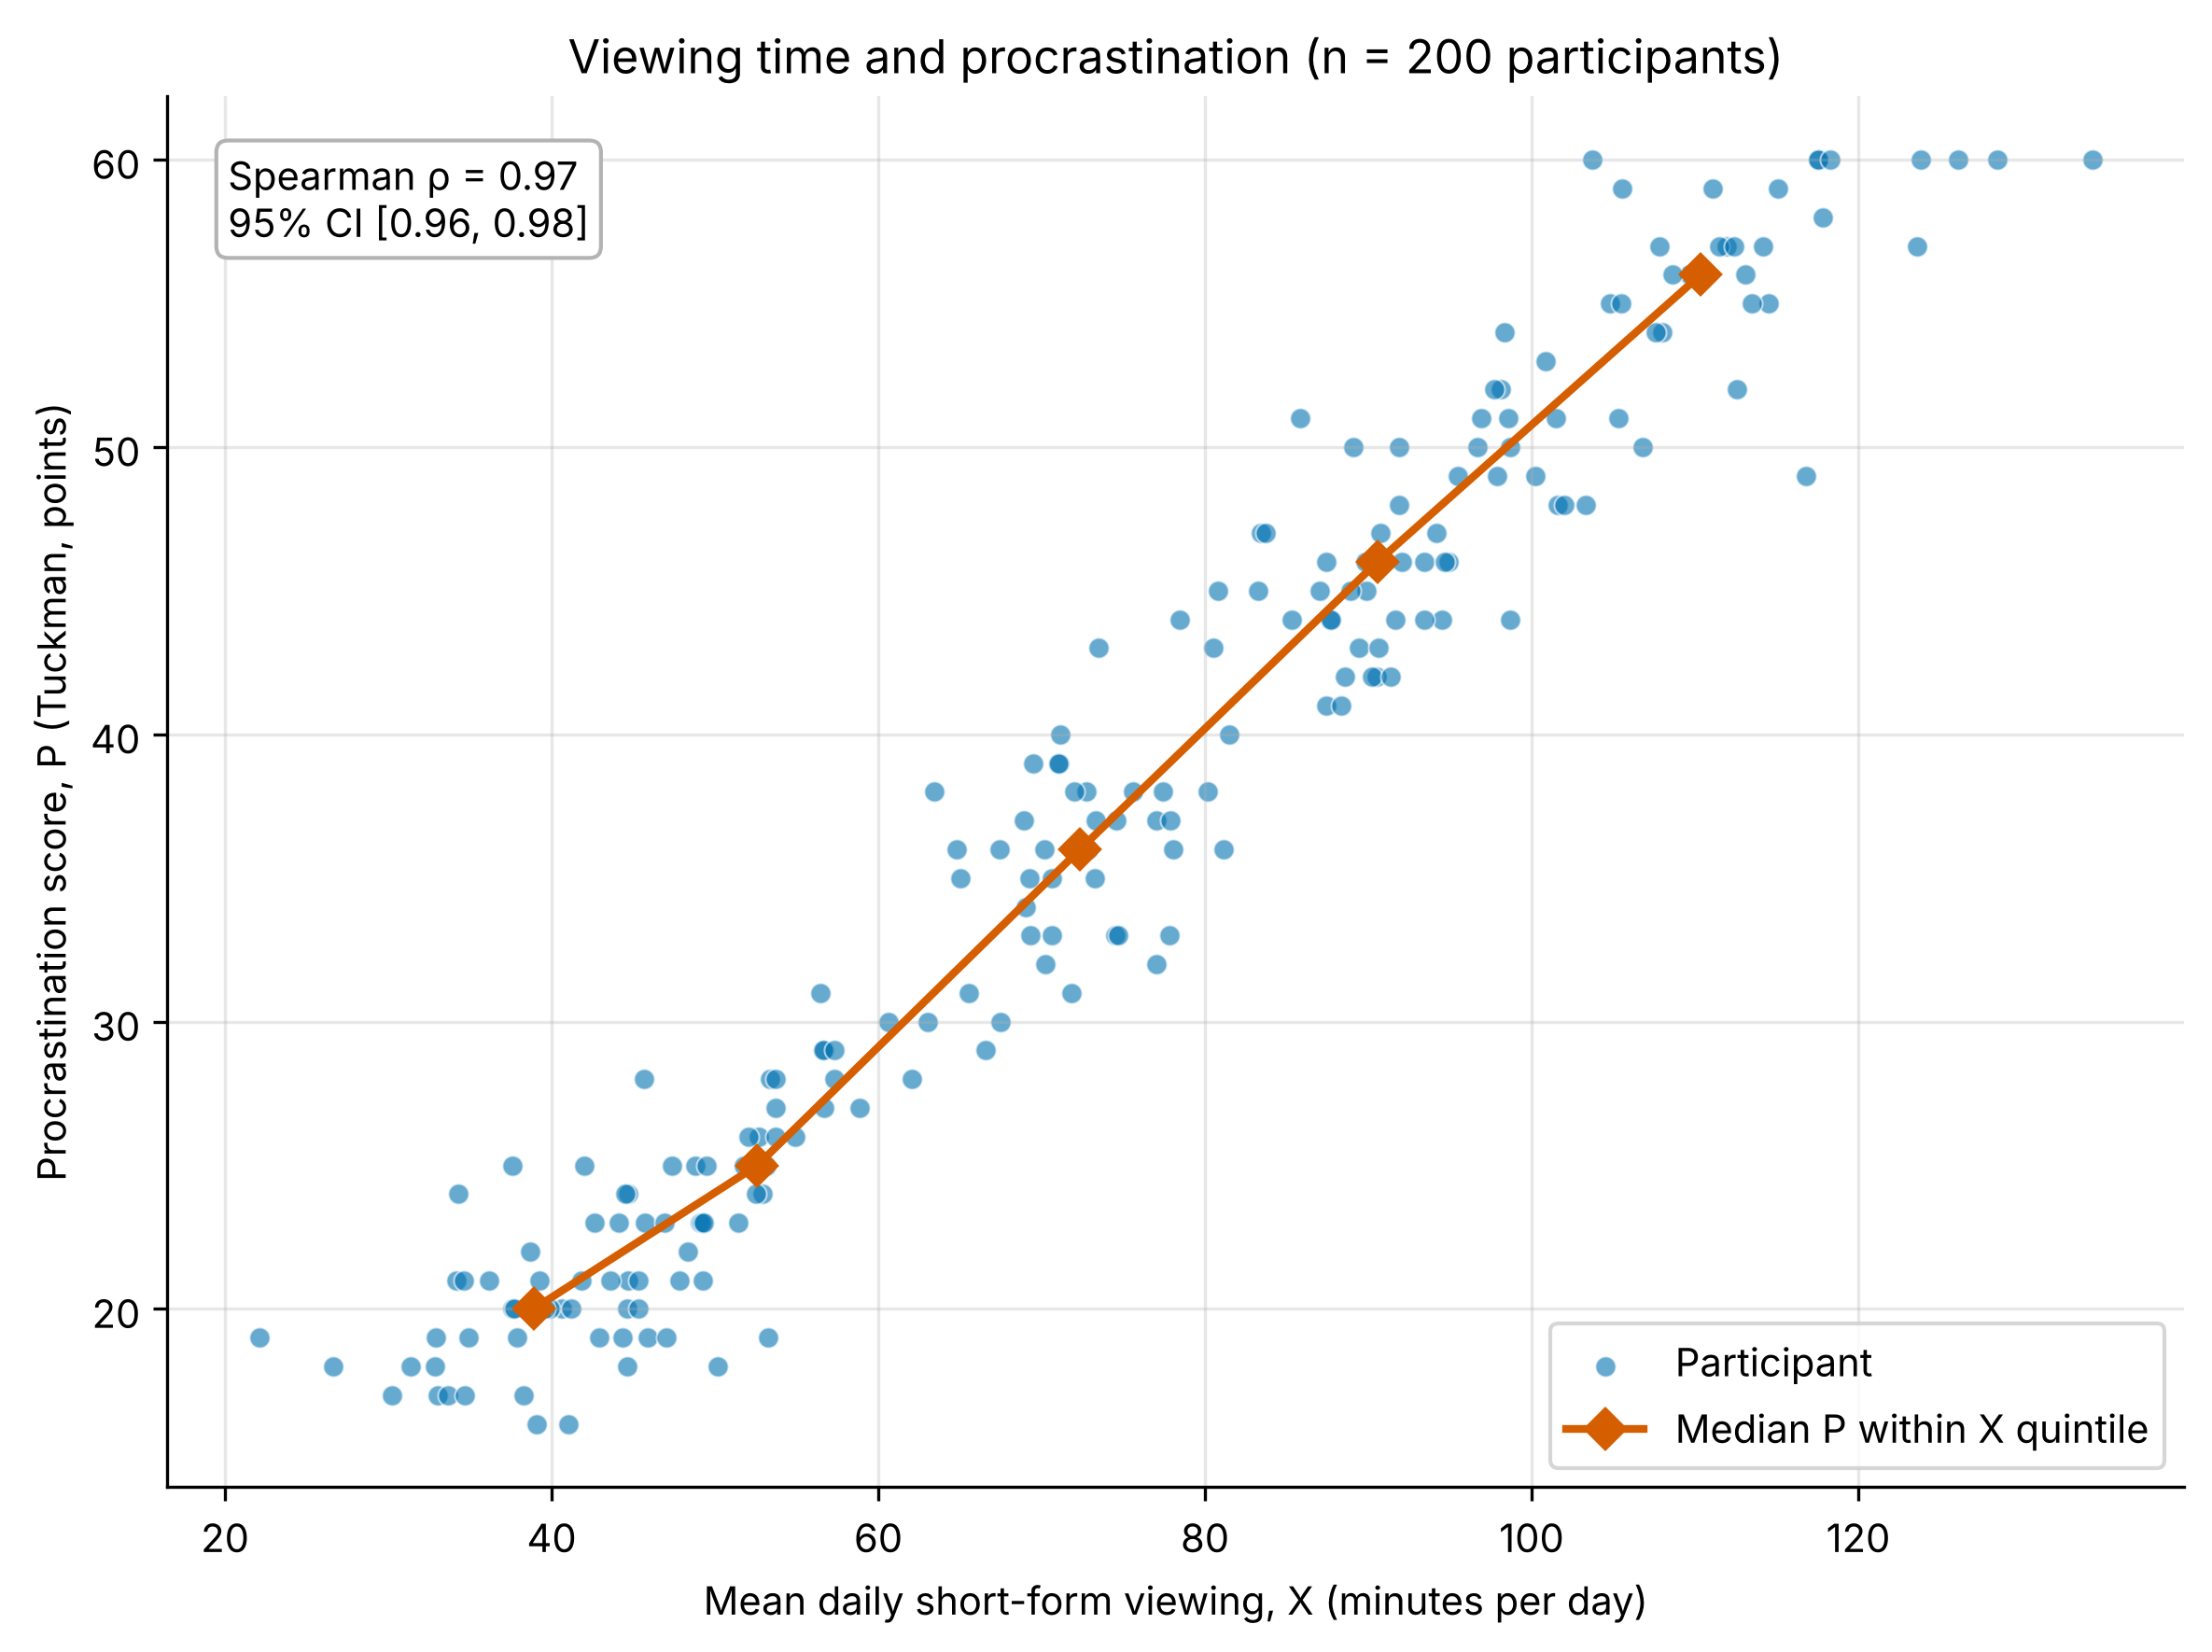 Viewing time and procrastination (n = 200 participants)
Spearman ρ = 0.97
95% CI [0.96, 0.98]
Procrastination score, P (Tuckman, points)
60
50
40
30
20
Participant
Median P within X quintile
20 40 60 80 100 120
Mean daily short-form viewing, X (minutes per day)